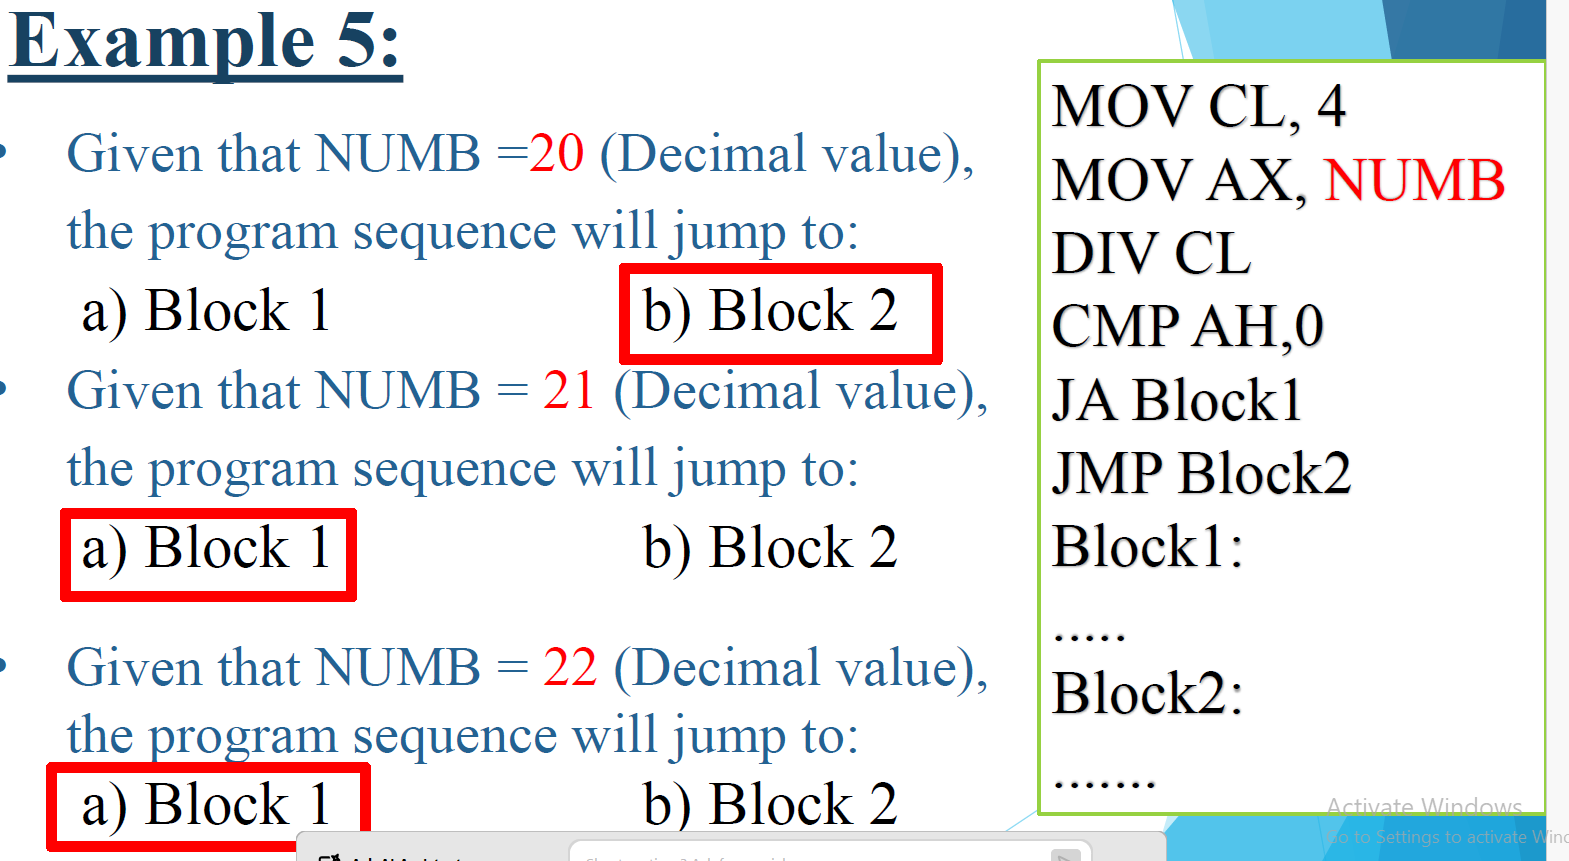 Example 5:
• Given that NUMB =20 (Decimal value),
the program sequence will jump to:
a) Block 1 b) Block 2
• Given that NUMB = 21 (Decimal value),
the program sequence will jump to:
a) Block 1 b) Block 2
• Given that NUMB = 22 (Decimal value),
the program sequence will jump to:
a) Block 1 b) Block 2
MOV CL, 4
MOV AX, NUMB
DIV CL
CMP AH,0
JA Block1
JMP Block2
Block1:
.....
Block2:
.......
Activate Windows
Go to Settings to activate Wind